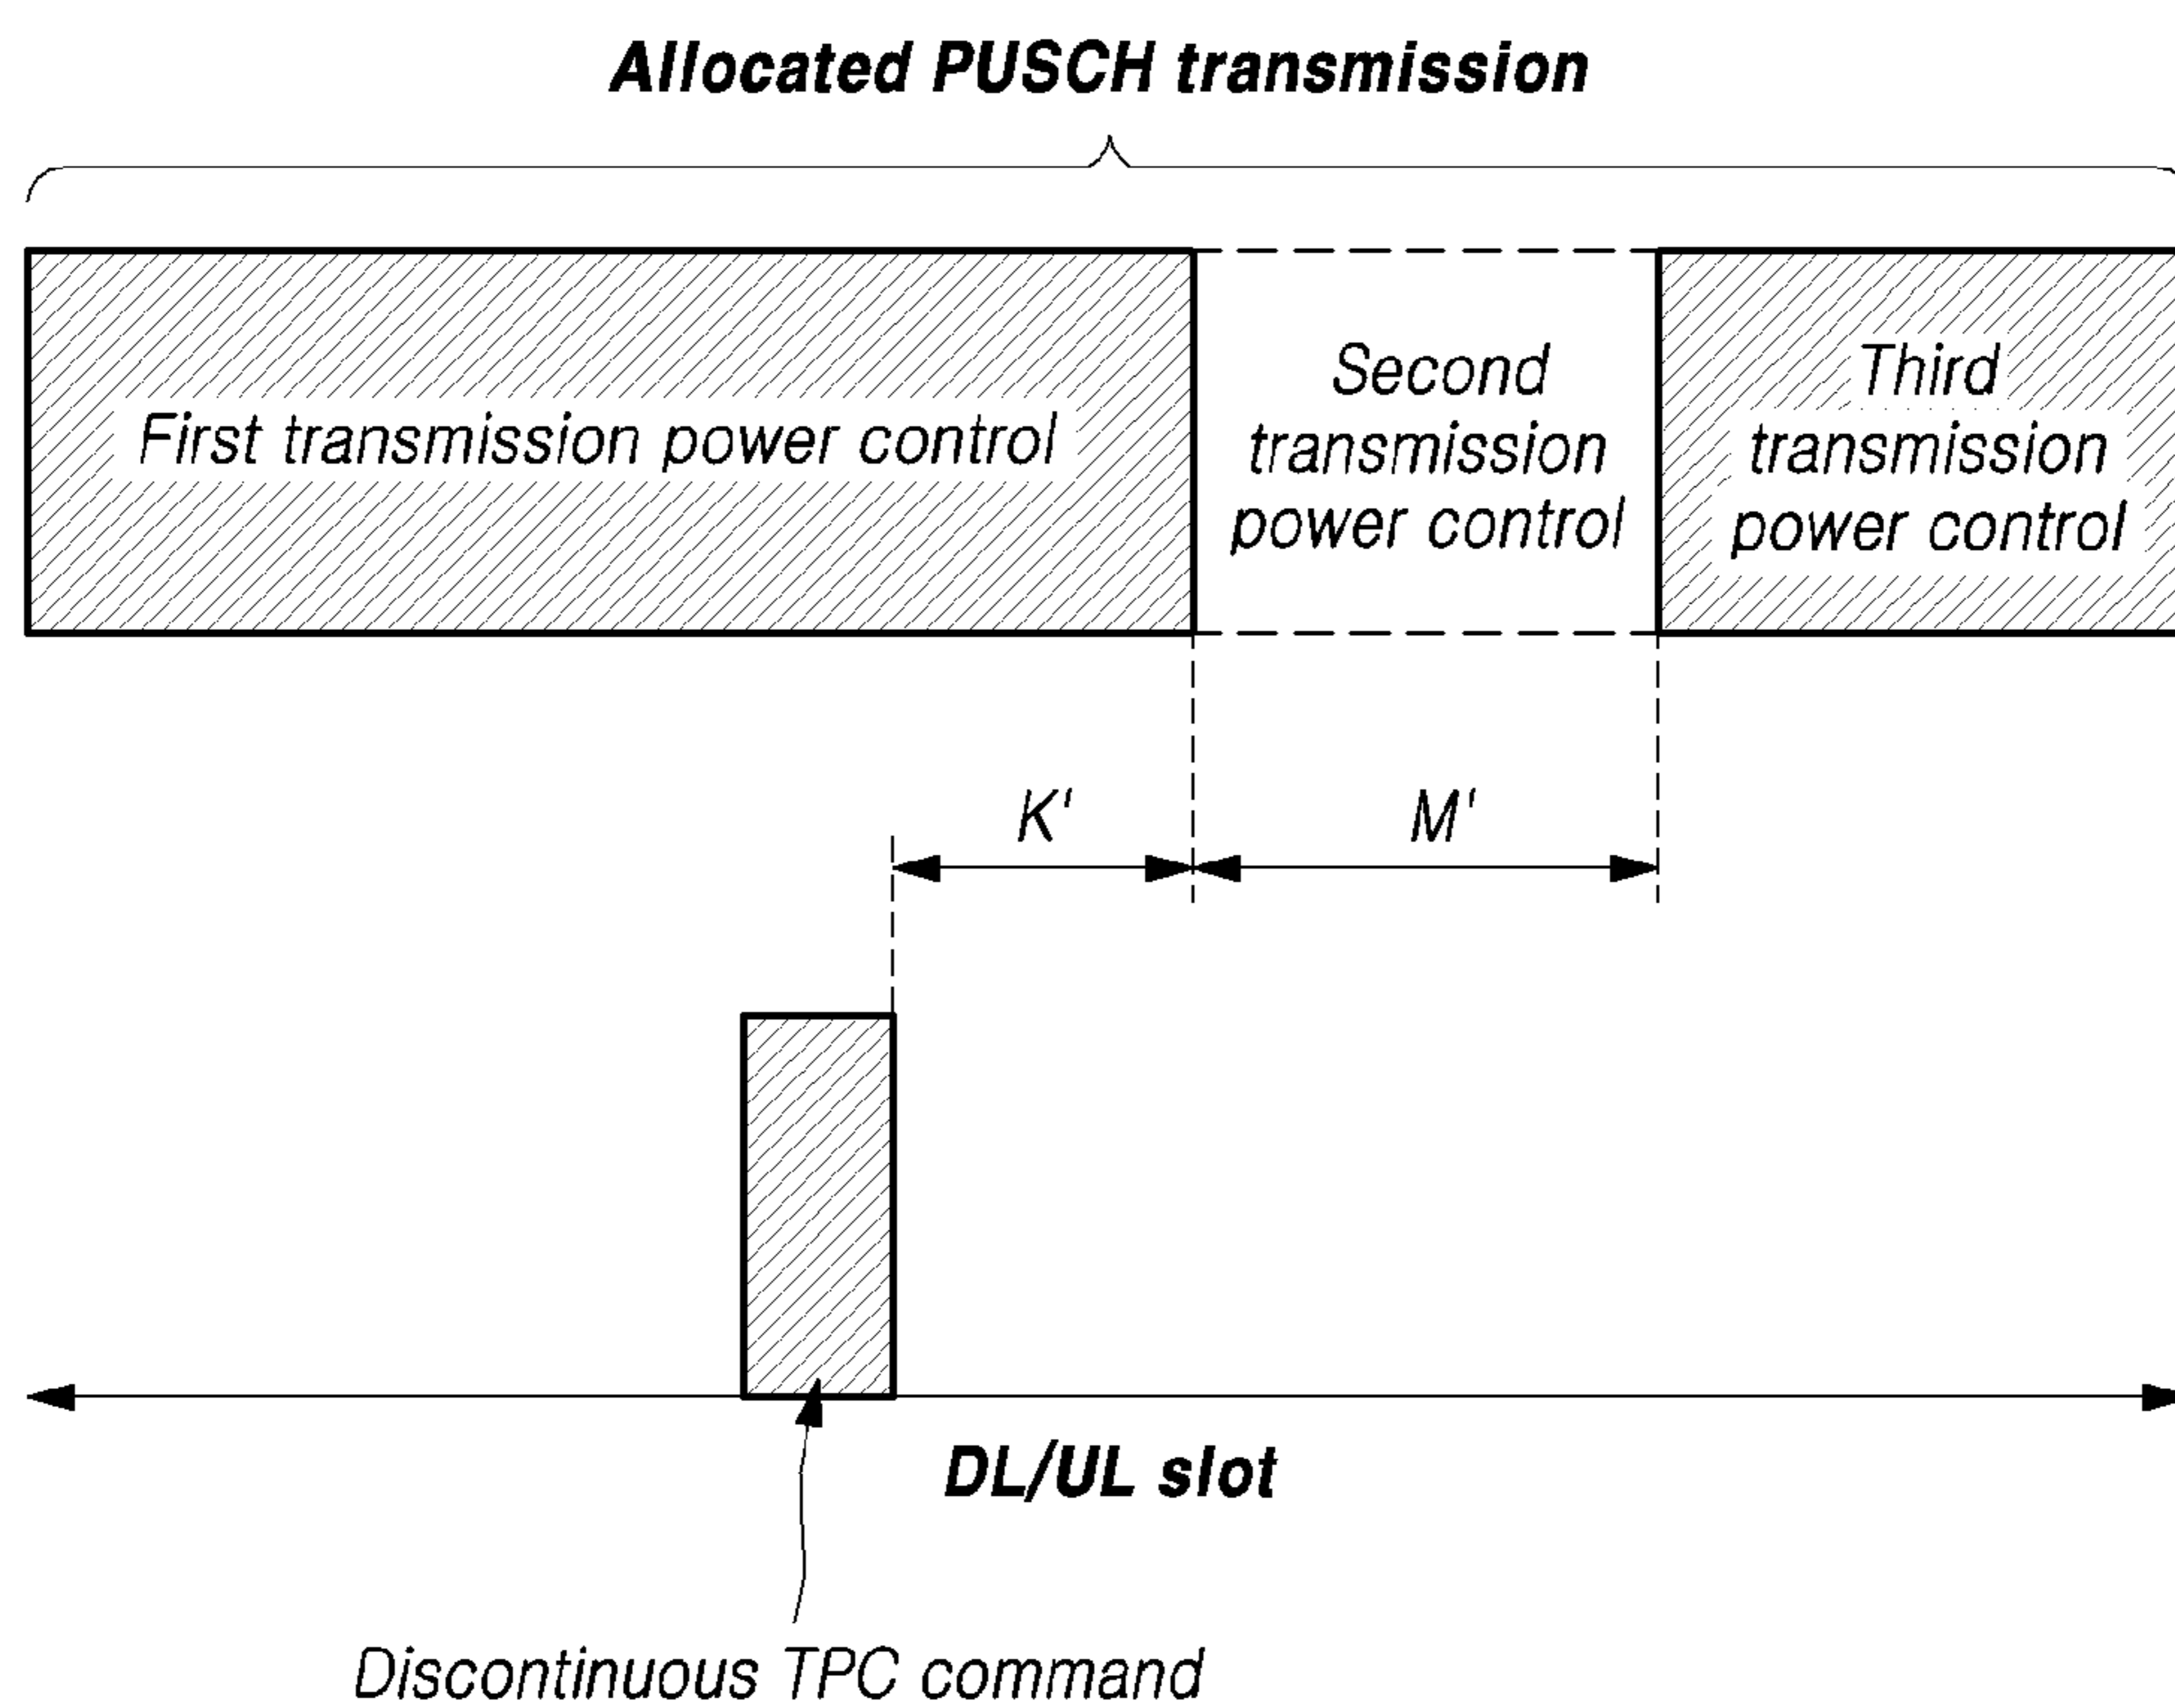 Allocated PUSCH transmission
First transmission power control
Second
transmission
power control
Third
transmission
power control
K'
M'
DL/UL slot
Discontinuous TPC command